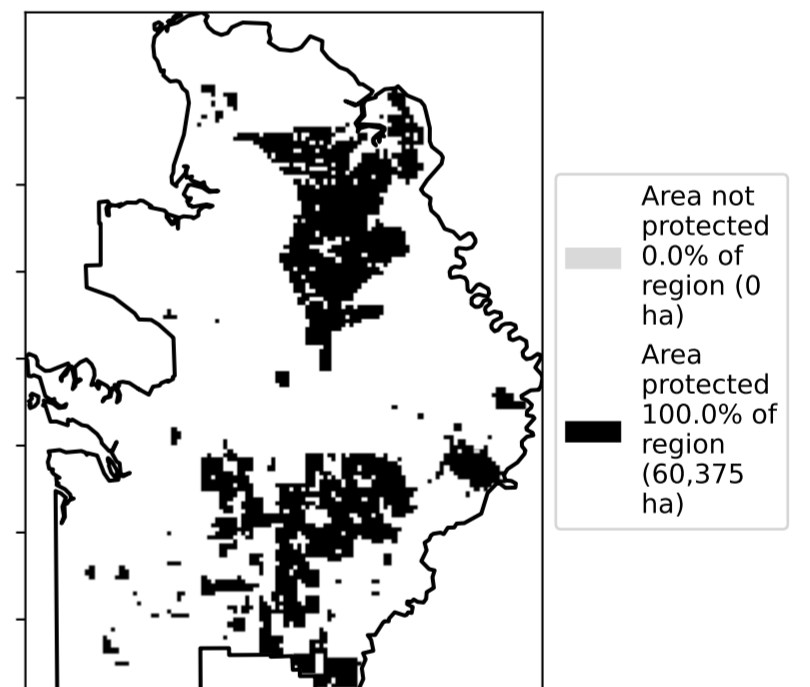 Area not
protected
0.0% of
region (0
ha)
Area
protected
100.0% of
region
(60,375
ha)